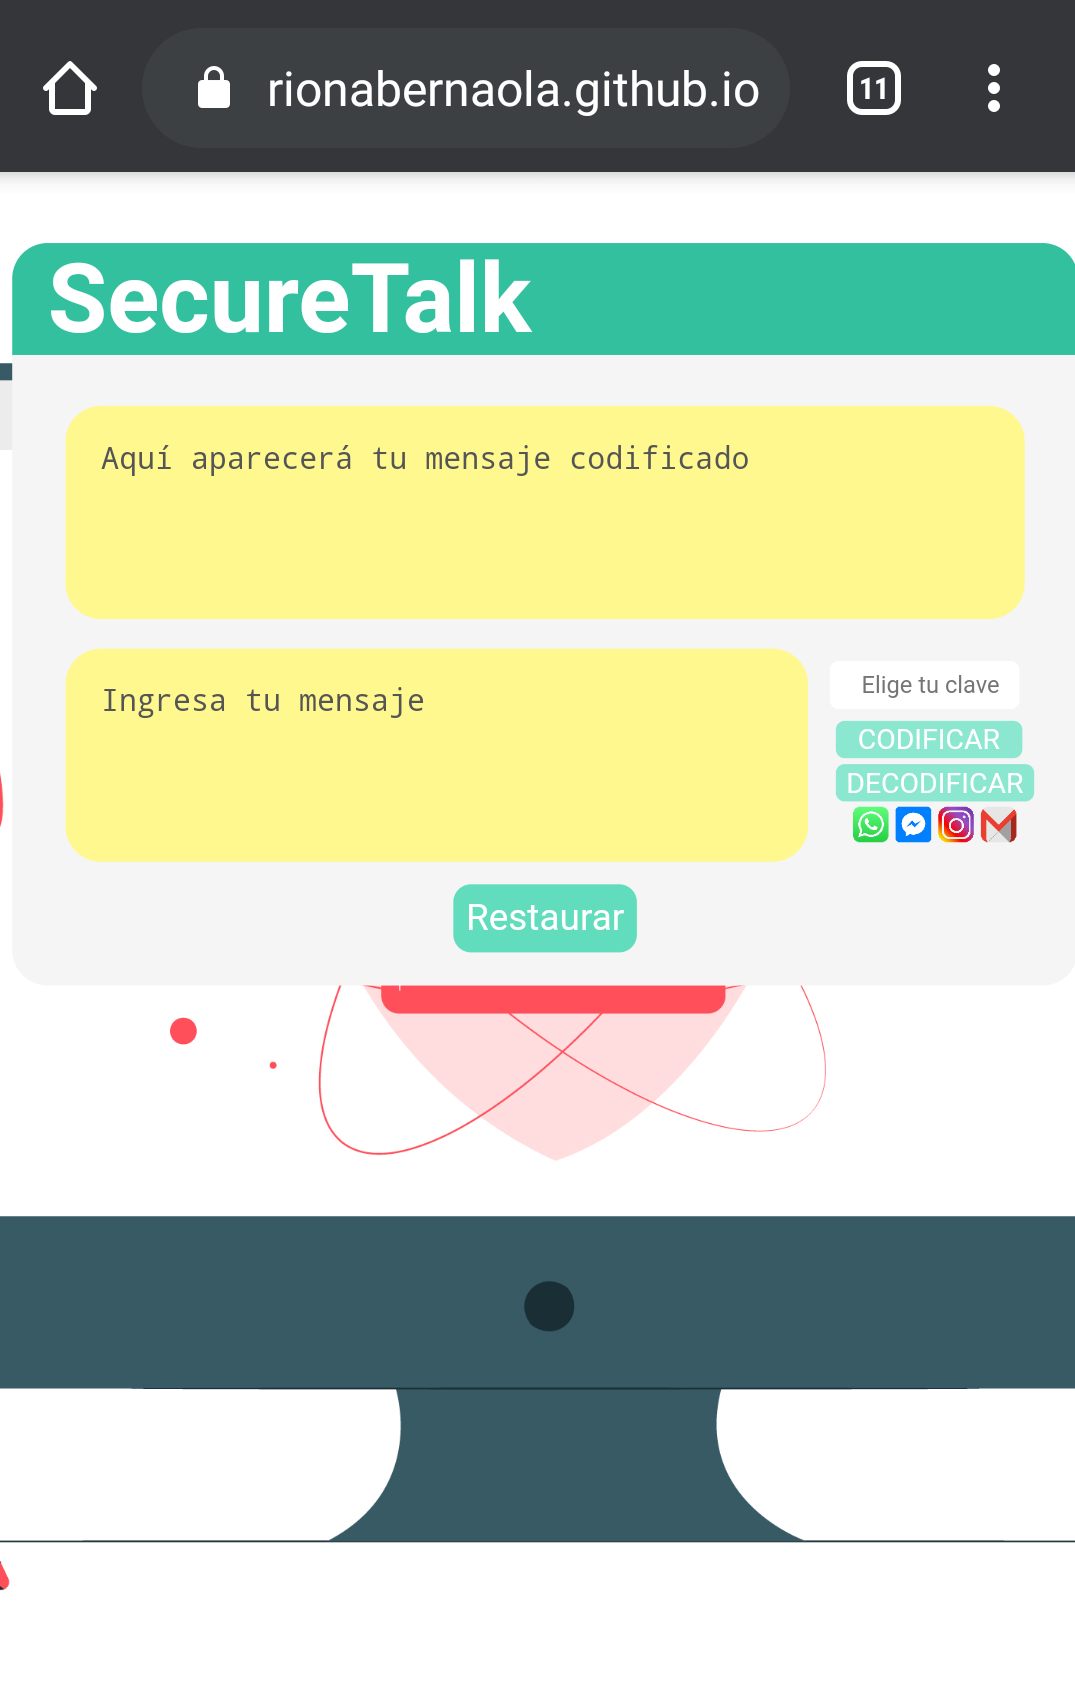 rionabernaola.github.io
11
SecureTalk
Aquí aparecerá tu mensaje codificado
Ingresa tu mensaje
Elige tu clave
CODIFICAR
DECODIFICAR
Restaurar